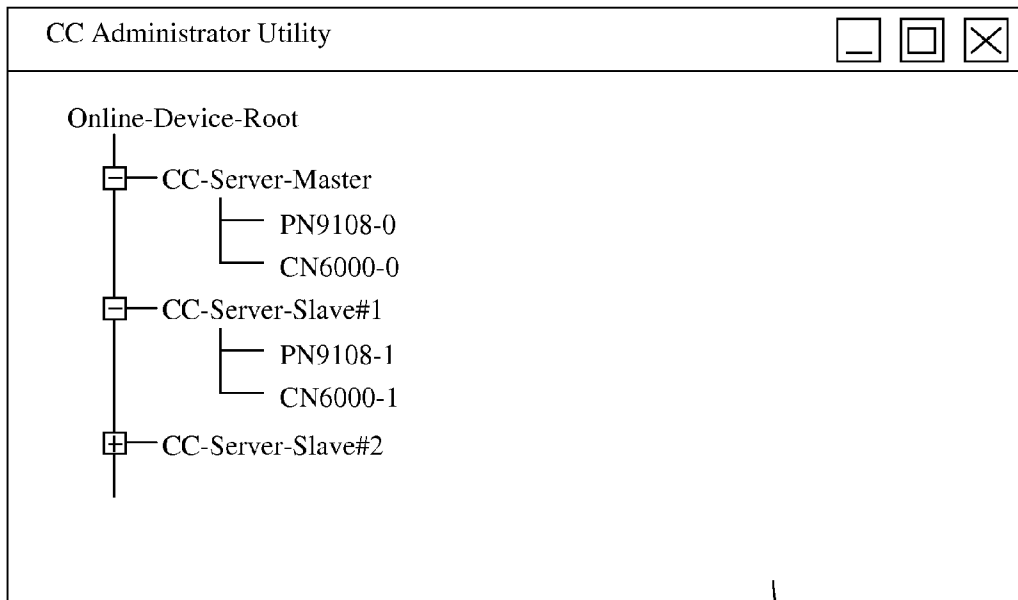 CC Administrator Utility
Online-Device-Root
CC-Server-Master
PN9108-0
CN6000-0
CC-Server-Slave#1
PN9108-1
CN6000-1
CC-Server-Slave#2